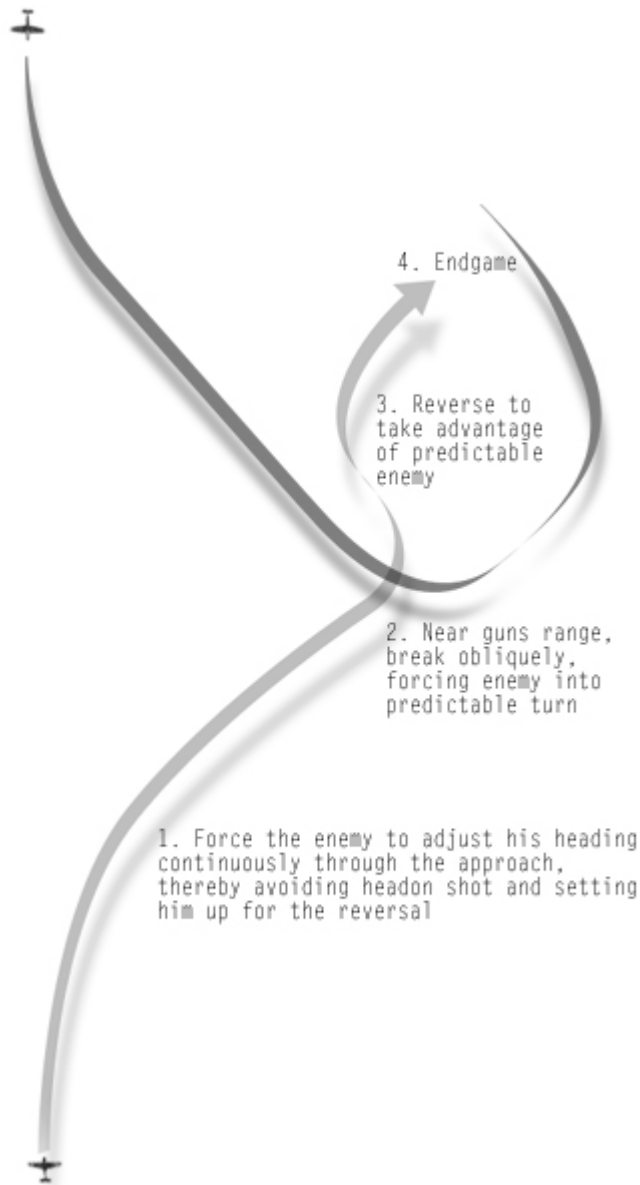 4. Endgame
3. Reverse to
take advantage
of predictable
enemy
2. Near guns range,
break obliquely,
forcing enemy into
predictable turn
1. Force the enemy to adjust his heading
continuously through the approach,
thereby avoiding headon shot and setting
him up for the reversal